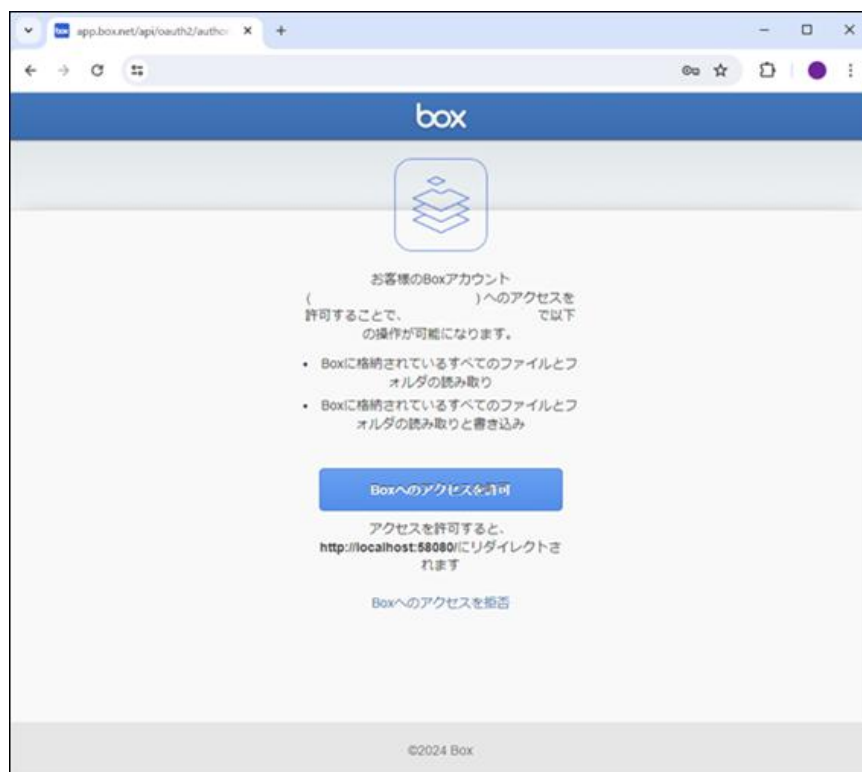 box app.box.net/api/oauth2/author
box
お客様のBoxアカウント
( )へのアクセスを
許可することで、 で以下
の操作が可能になります。
• Boxに格納されているすべてのファイルとフ
ォルダの読み取り
• Boxに格納されているすべてのファイルとフ
ォルダの読み取りと書き込み
Boxへのアクセスを許可
アクセスを許可すると、
http://localhost:58080/にリダイレクトさ
れます
Boxへのアクセスを拒否
©2024 Box